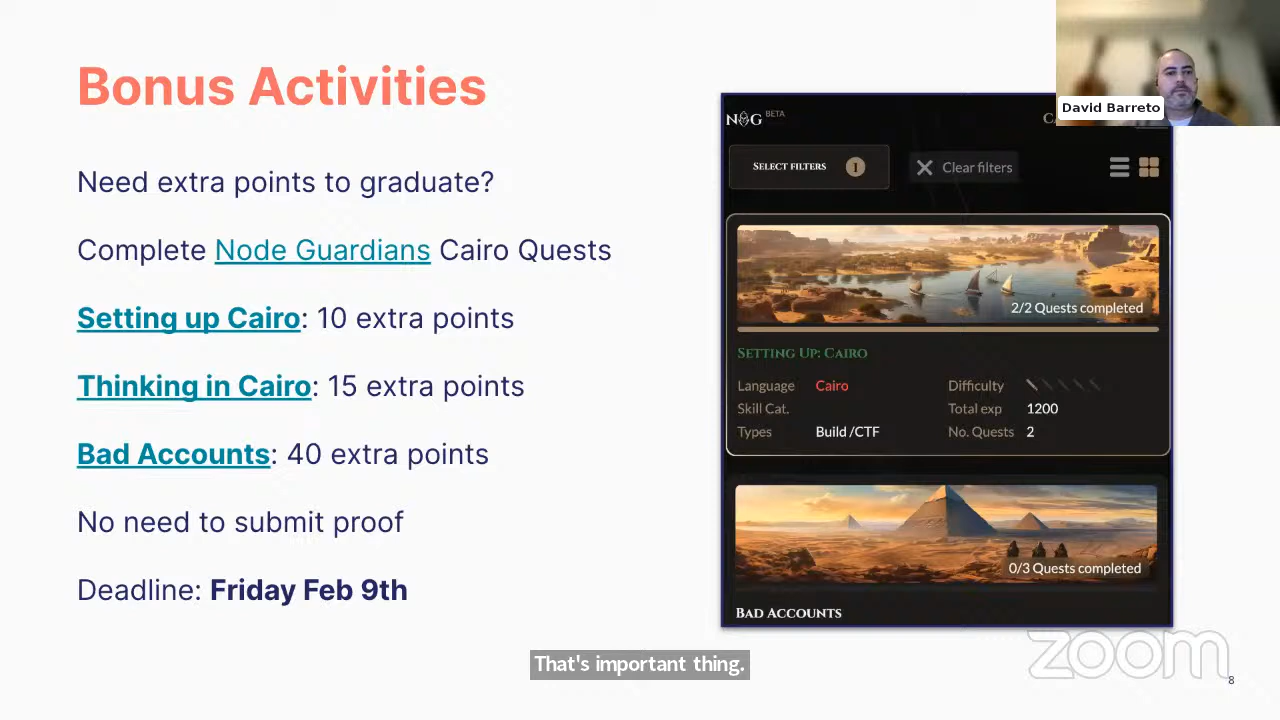 Bonus Activities
Need extra points to graduate?
Complete Node Guardians Cairo Quests
Setting up Cairo: 10 extra points
Thinking in Cairo: 15 extra points
Bad Accounts: 40 extra points
No need to submit proof
Deadline: Friday Feb 9th
David Barreto
NG BETA
SELECT FILTERS 1
Clear filters
2/2 Quests completed
SETTING UP: CAIRO
Language Cairo Difficulty
Skill Cat. Total exp 1200
Types Build /CTF No. Quests 2
0/3 Quests completed
BAD ACCOUNTS
That's important thing.
zoom
8